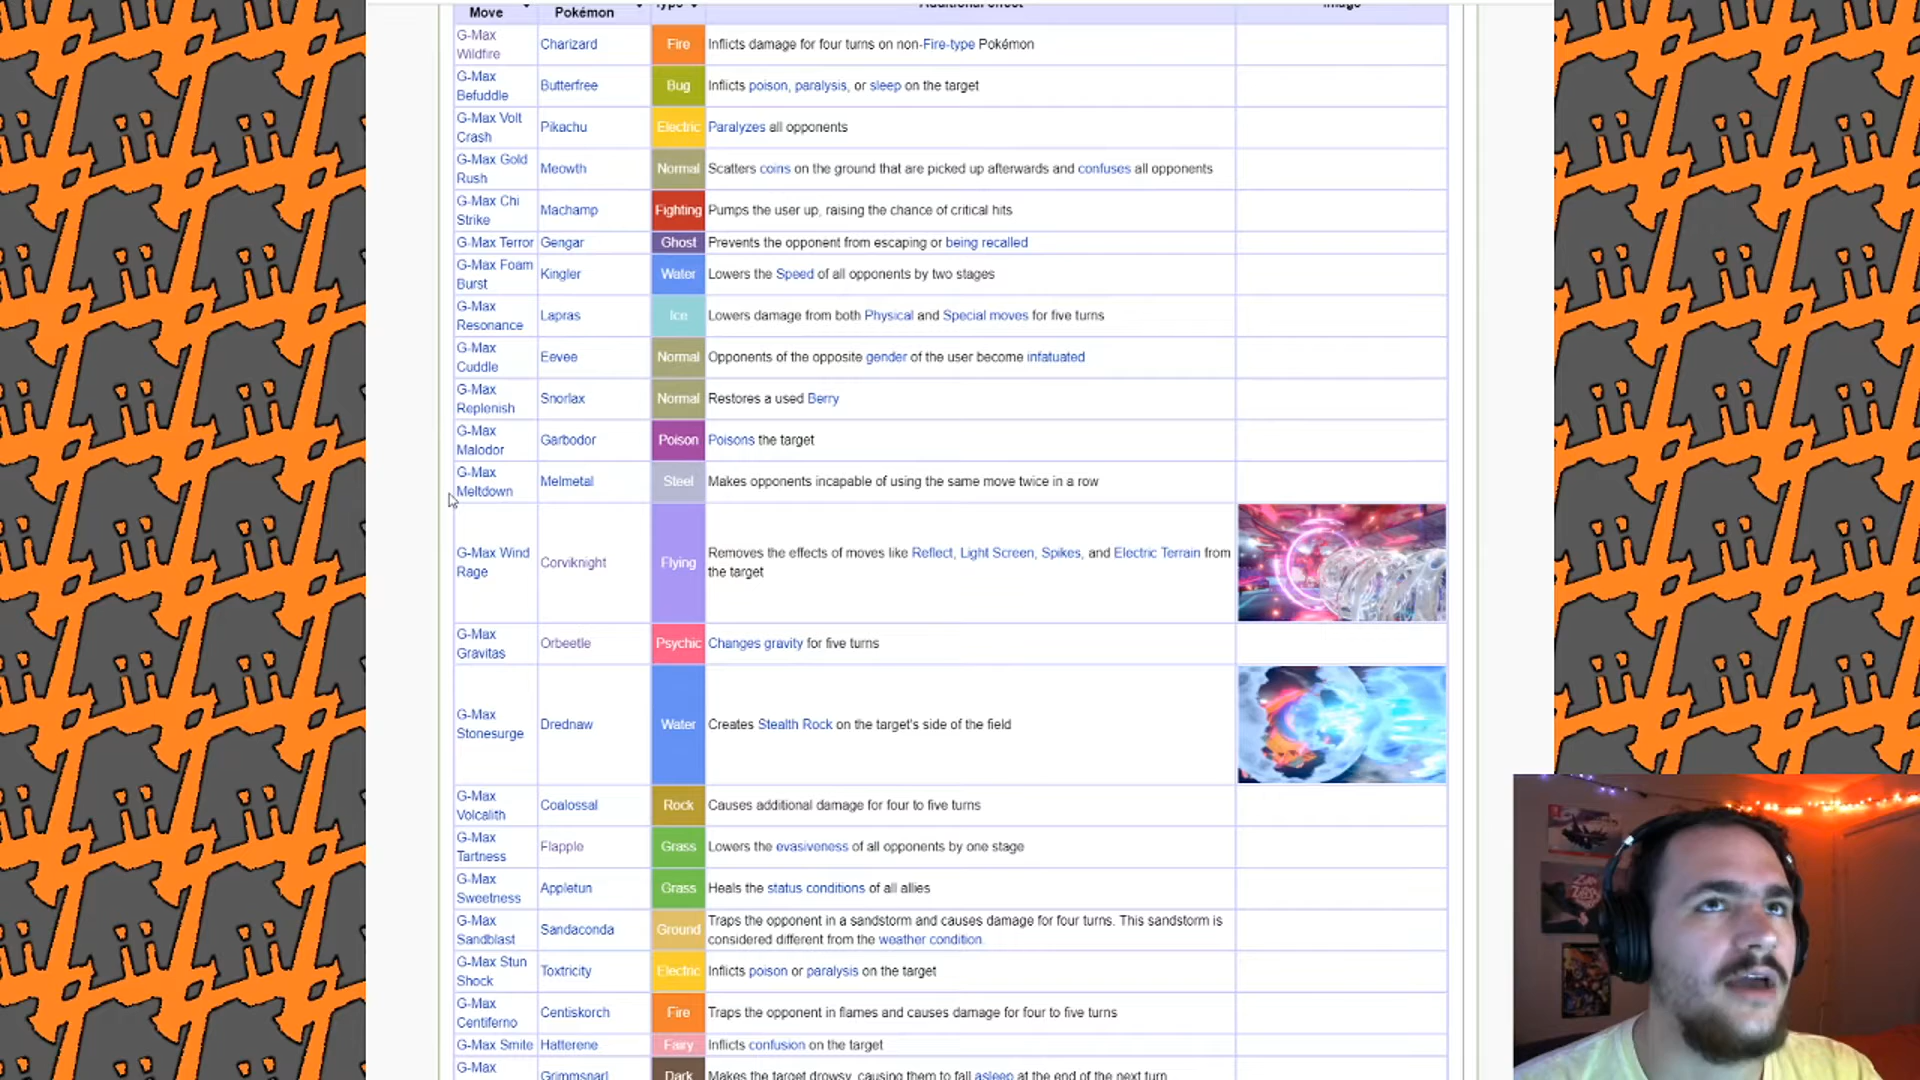 Move Pokémon Type Additional effect Image
G-Max Wildfire Charizard Fire Inflicts damage for four turns on non-Fire-type Pokémon
G-Max Befuddle Butterfree Bug Inflicts poison, paralysis, or sleep on the target
G-Max Volt Crash Pikachu Electric Paralyzes all opponents
G-Max Gold Rush Meowth Normal Scatters coins on the ground that are picked up afterwards and confuses all opponents
G-Max Chi Strike Machamp Fighting Pumps the user up, raising the chance of critical hits
G-Max Terror Gengar Ghost Prevents the opponent from escaping or being recalled
G-Max Foam Burst Kingler Water Lowers the Speed of all opponents by two stages
G-Max Resonance Lapras Ice Lowers damage from both Physical and Special moves for five turns
G-Max Cuddle Eevee Normal Opponents of the opposite gender of the user become infatuated
G-Max Replenish Snorlax Normal Restores a used Berry
G-Max Malodor Garbodor Poison Poisons the target
G-Max Meltdown Melmetal Steel Makes opponents incapable of using the same move twice in a row
G-Max Wind Rage Corviknight Flying Removes the effects of moves like Reflect, Light Screen, Spikes, and Electric Terrain from
the target
G-Max Gravitas Orbeetle Psychic Changes gravity for five turns
G-Max Stonesurge Drednaw Water Creates Stealth Rock on the target's side of the field
G-Max Volcalith Coalossal Rock Causes additional damage for four to five turns
G-Max Tartness Flapple Grass Lowers the evasiveness of all opponents by one stage
G-Max Sweetness Appletun Grass Heals the status conditions of all allies
G-Max Sandblast Sandaconda Ground Traps the opponent in a sandstorm and causes damage for four turns. This sandstorm is
considered different from the weather condition.
G-Max Stun Shock Toxtricity Electric Inflicts poison or paralysis on the target
G-Max Centiferno Centiskorch Fire Traps the opponent in flames and causes damage for four to five turns
G-Max Smite Hatterene Fairy Inflicts confusion on the target
G-Max Grimmsnarl Dark Makes the target drowsy, causing them to fall asleep at the end of the next turn